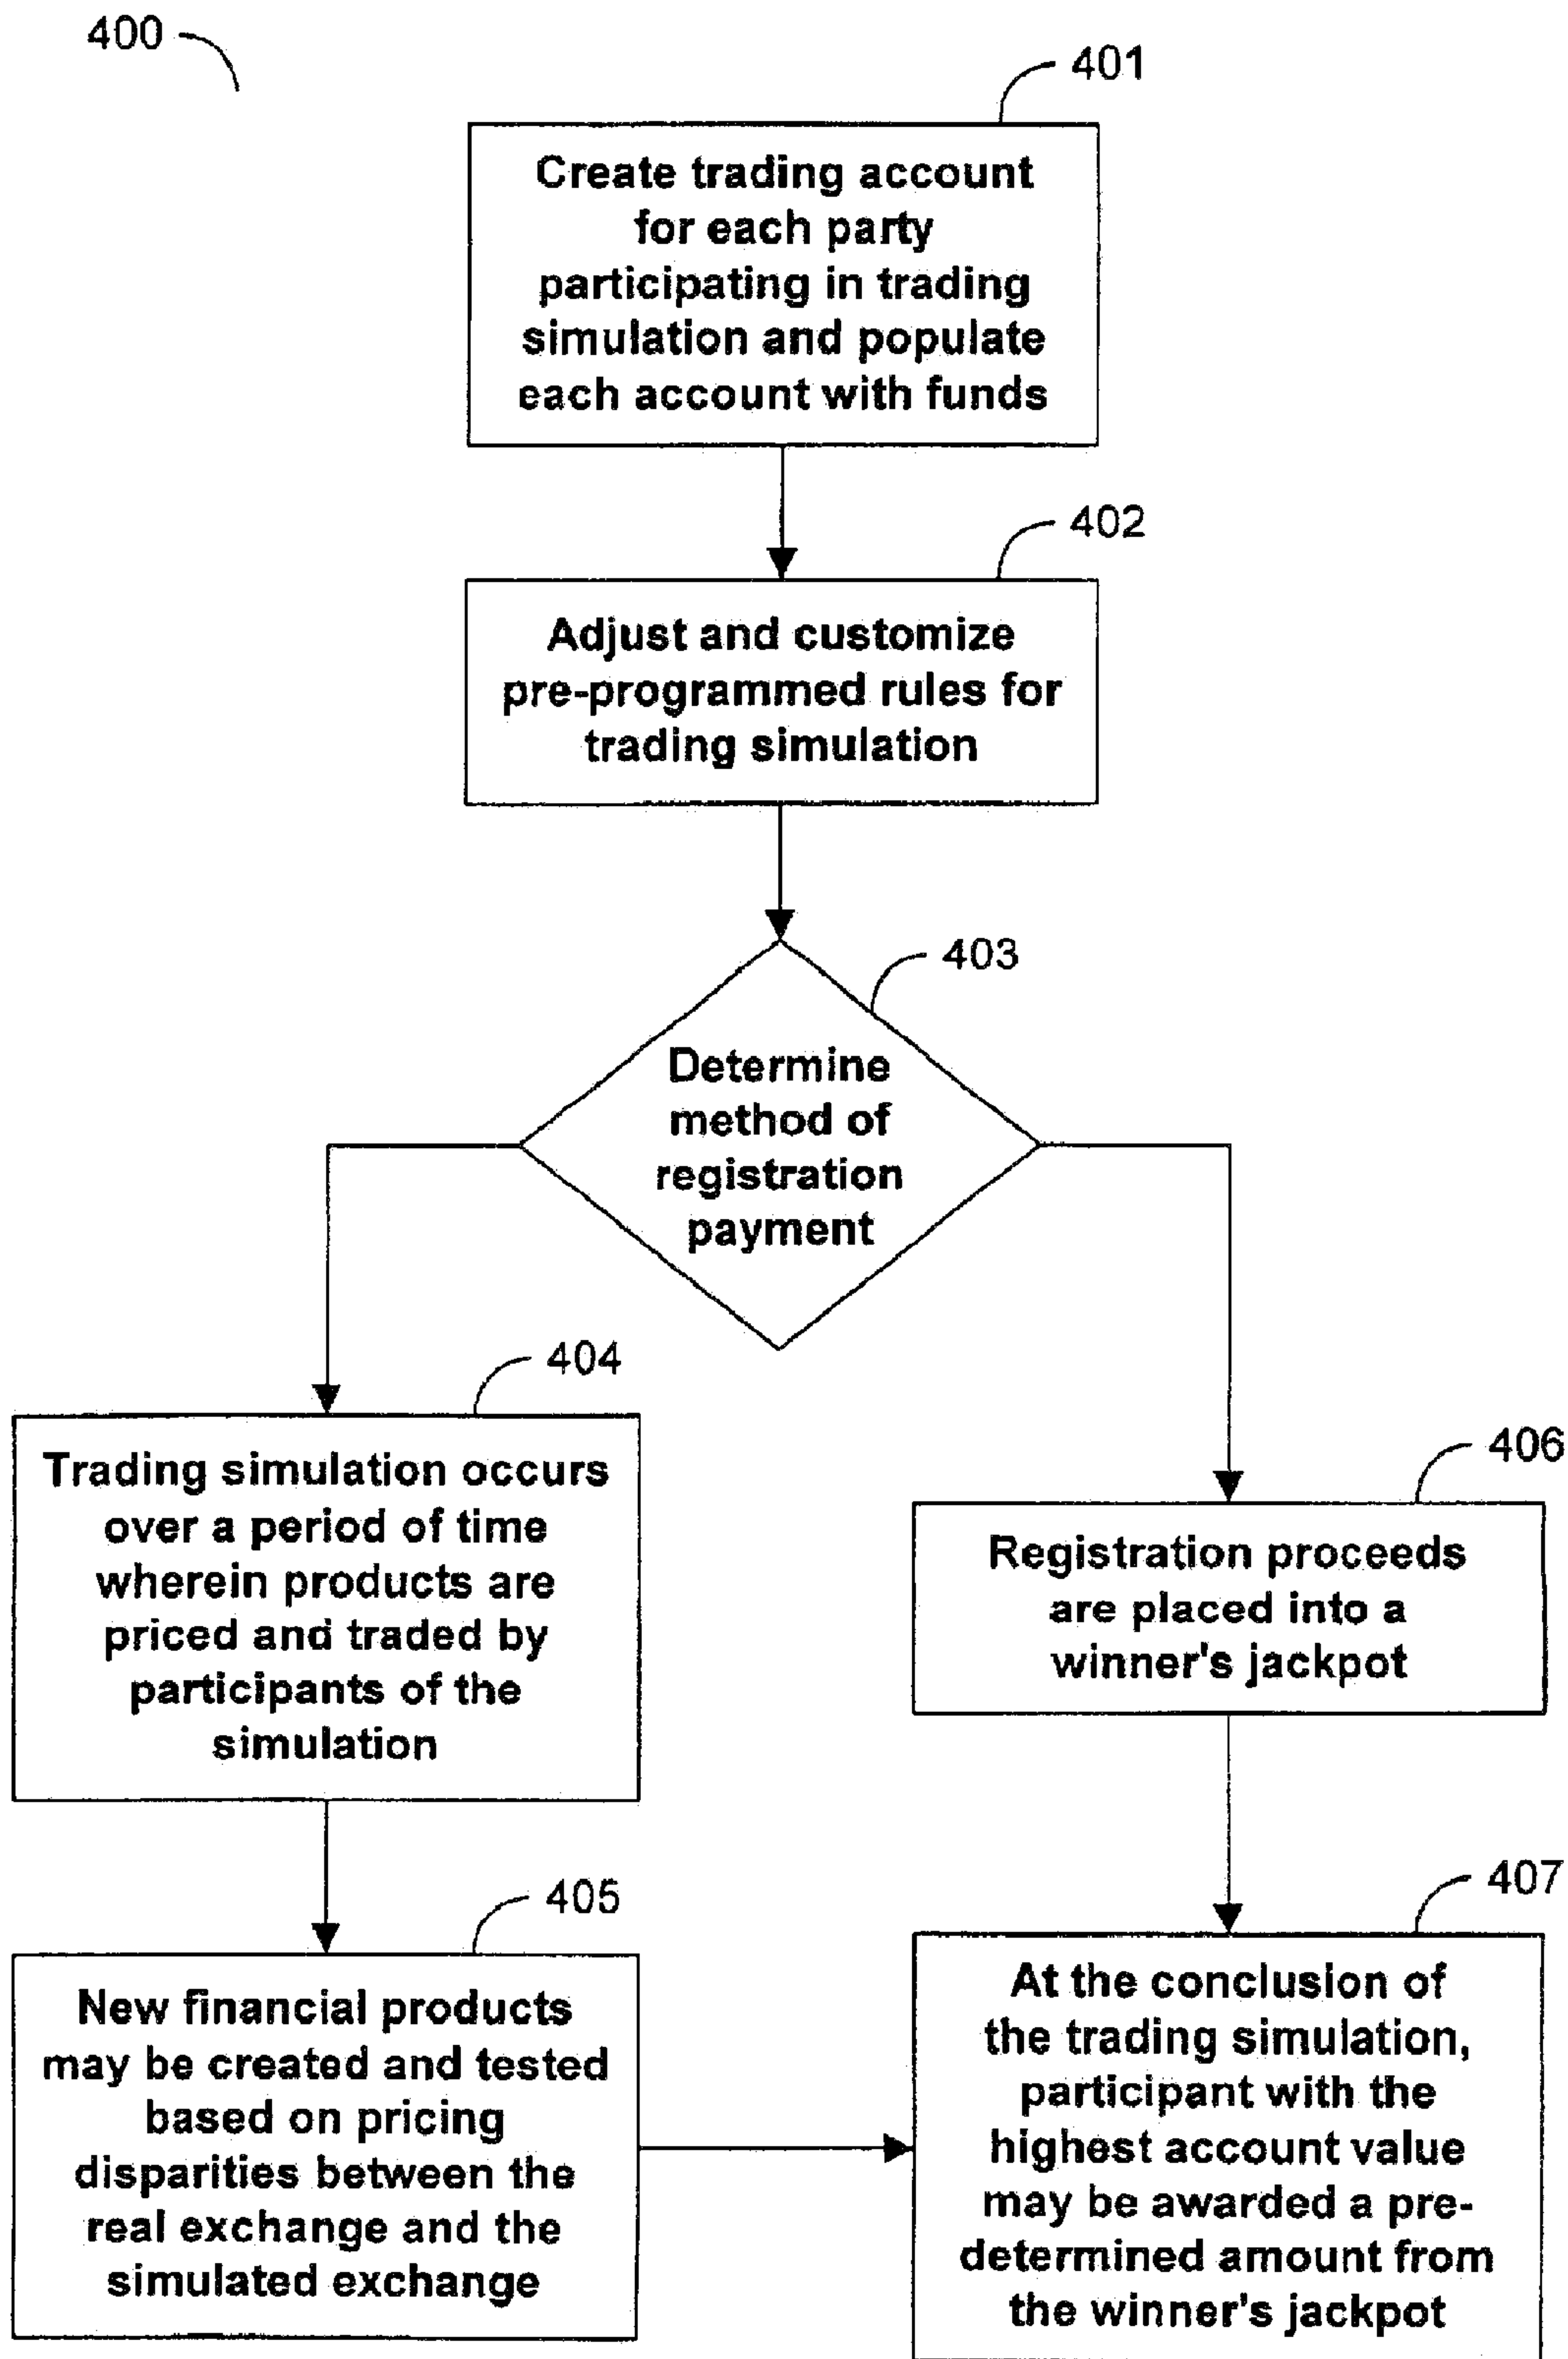 400
401
Create trading account
for each party
participating in trading
simulation and populate
each account with funds
402
Adjust and customize
pre-programmed rules for
trading simulation
403
Determine
method of
registration
payment
404
Trading simulation occurs
over a period of time
wherein products are
priced and traded by
participants of the
simulation
406
Registration proceeds
are placed into a
winner's jackpot
405
New financial products
may be created and tested
based on pricing
disparities between the
real exchange and the
simulated exchange
407
At the conclusion of
the trading simulation,
participant with the
highest account value
may be awarded a pre-
determined amount from
the winner's jackpot